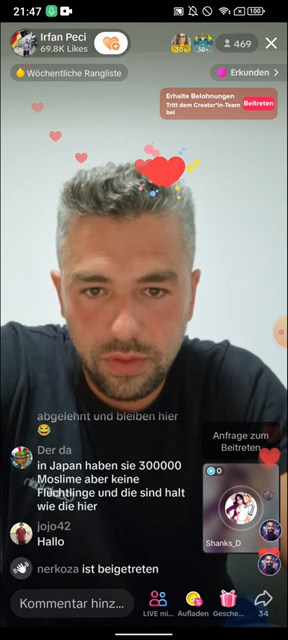 21:47
100
Irfan Peci
69.8K Likes
30+
30+
469
Wöchentliche Rangliste
Erkunden
Erhalte Belohnungen
Tritt dem Creator*in-Team
bei
Beitreten
abgelehnt und bleiben hier
😂
Der da
in Japan haben sie 300000
Moslime aber keine
Flüchtlinge und die sind halt
wie die hier
jojo42
Hallo
nerkoza ist beigetreten
Anfrage zum
Beitreten
0
Shanks_D
Kommentar hinz...
LIVE mi...
Aufladen
Gesche...
34